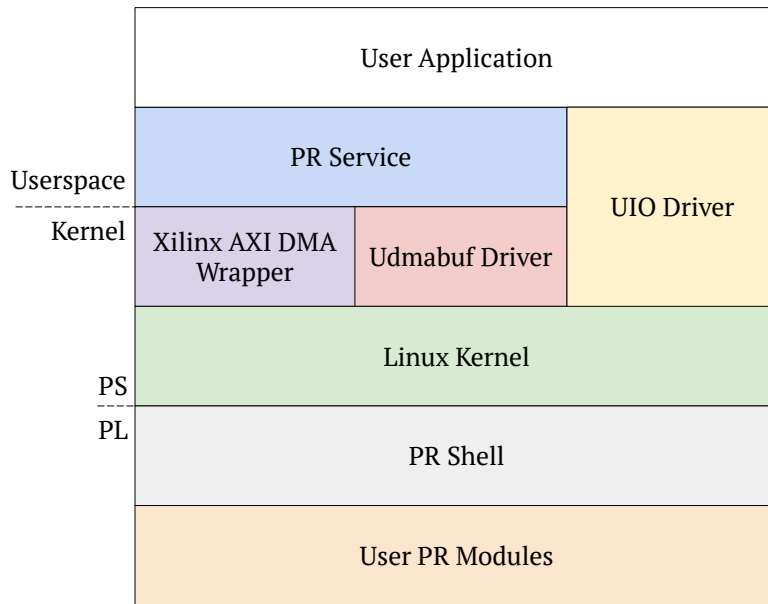 User Application
PR Service
Userspace
UIO Driver
Kernel
Xilinx AXI DMA
Wrapper
Udmabuf Driver
Linux Kernel
PS
PL
PR Shell
User PR Modules